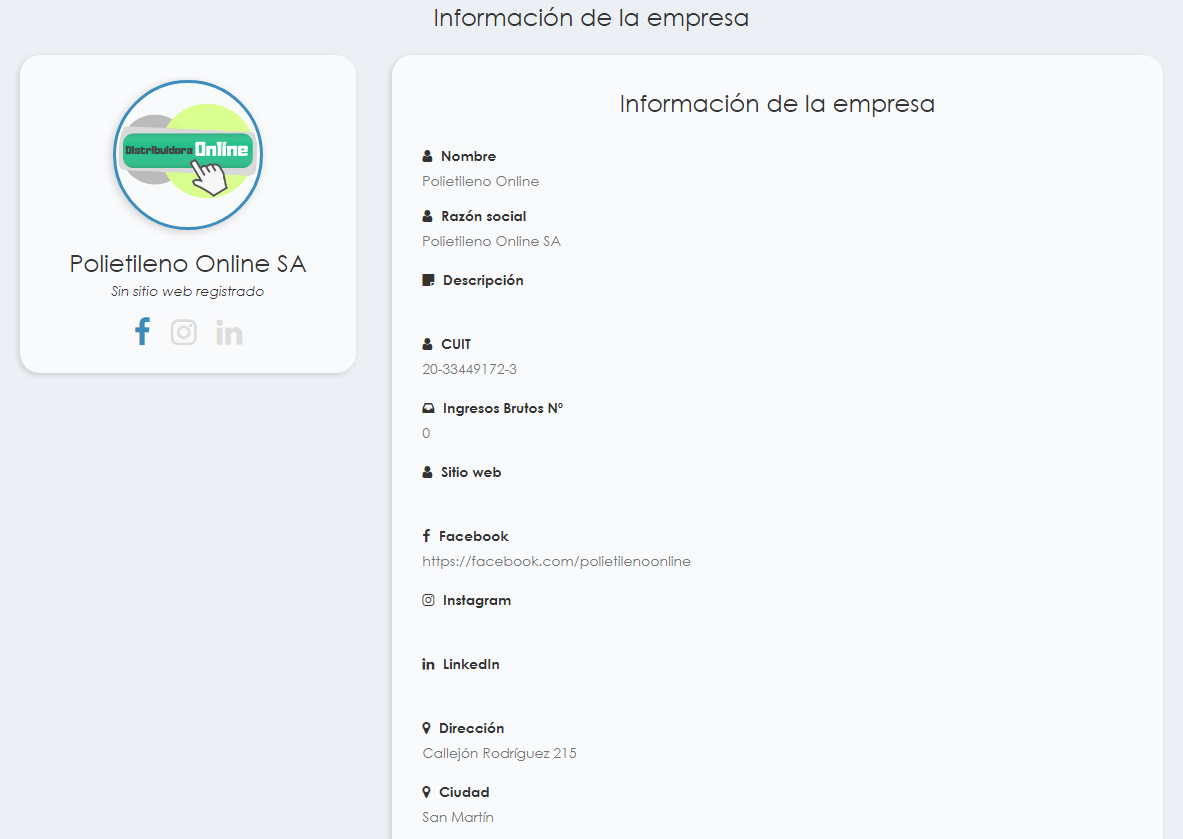 Información de la empresa
Distribuidora Online
Polietileno Online SA
Sin sitio web registrado
Información de la empresa
Nombre
Polietileno Online
Razón social
Polietileno Online SA
Descripción
CUIT
20-33449172-3
Ingresos Brutos Nº
0
Sitio web
Facebook
https://facebook.com/polietilenoonline
Instagram
LinkedIn
Dirección
Callejón Rodríguez 215
Ciudad
San Martín